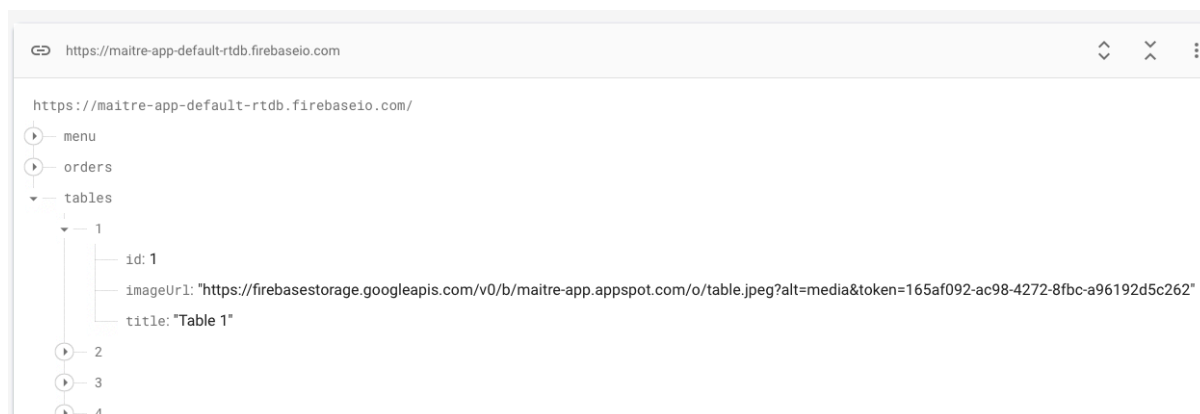 https://maitre-app-default-rtdb.firebaseio.com
https://maitre-app-default-rtdb.firebaseio.com/
menu
orders
tables
1
id: 1
imageUrl: "https://firebasestorage.googleapis.com/v0/b/maitre-app.appspot.com/o/table.jpeg?alt=media&token=165af092-ac98-4272-8fbc-a96192d5c262"
title: "Table 1"
2
3
4